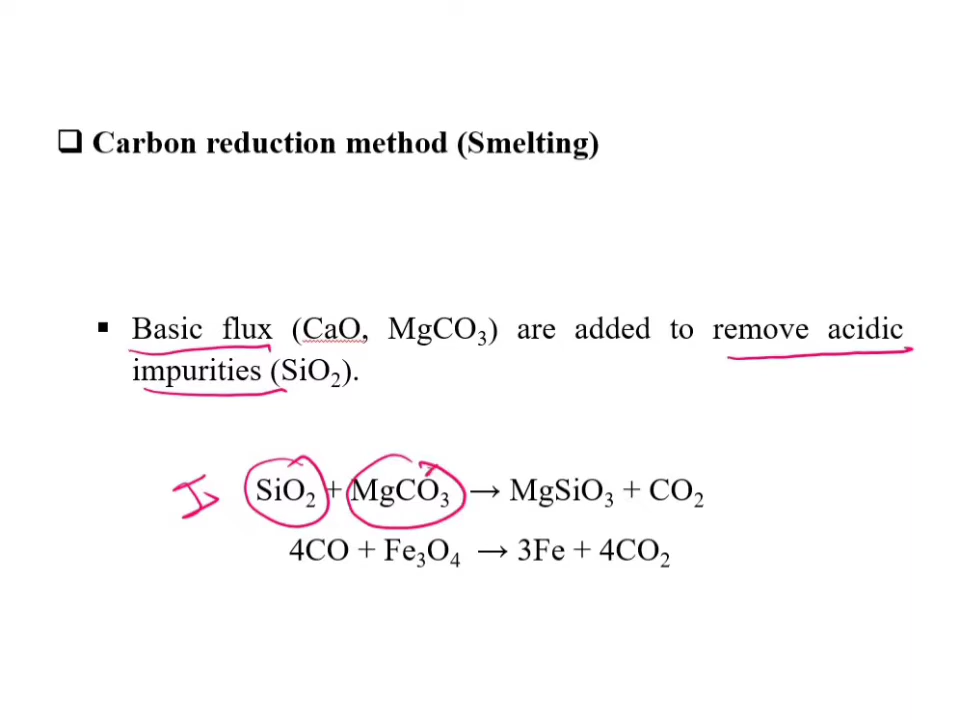 ❑ Carbon reduction method (Smelting)
▪ Basic flux (CaO, MgCO₃) are added to remove acidic
impurities (SiO₂).
SiO₂ + MgCO₃ → MgSiO₃ + CO₂
4CO + Fe₃O₄ → 3Fe + 4CO₂